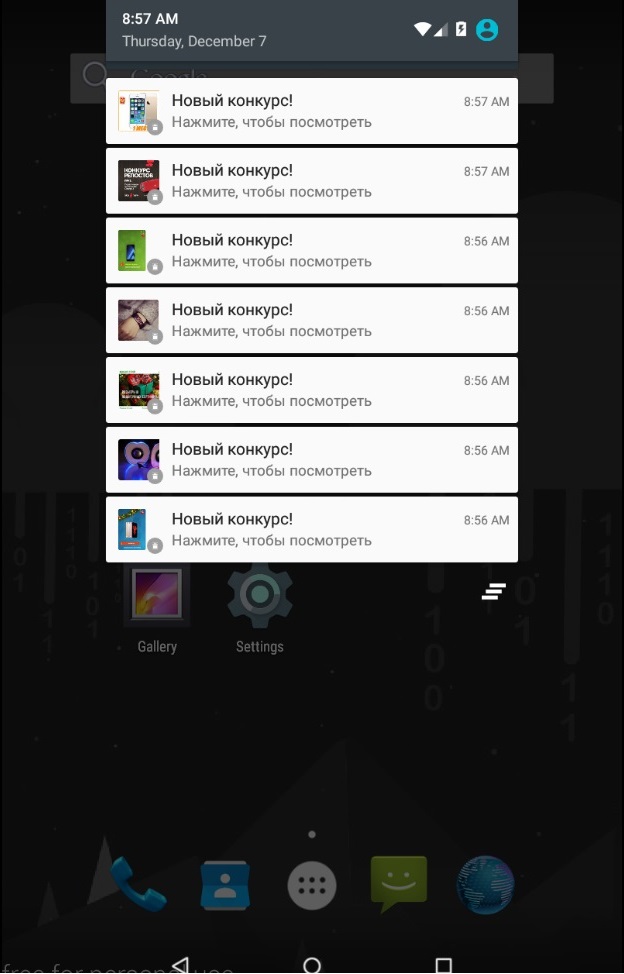 8:57 AM
Thursday, December 7
Google
Новый конкурс!
8:57 AM
Нажмите, чтобы посмотреть
КОНКУРС
РЕПОСТОВ
Новый конкурс!
8:57 AM
Нажмите, чтобы посмотреть
Новый конкурс!
8:56 AM
Нажмите, чтобы посмотреть
Новый конкурс!
8:56 AM
Нажмите, чтобы посмотреть
Новый конкурс!
8:56 AM
Нажмите, чтобы посмотреть
Новый конкурс!
8:56 AM
Нажмите, чтобы посмотреть
Новый конкурс!
8:56 AM
Нажмите, чтобы посмотреть
Gallery
Settings
free for personal use